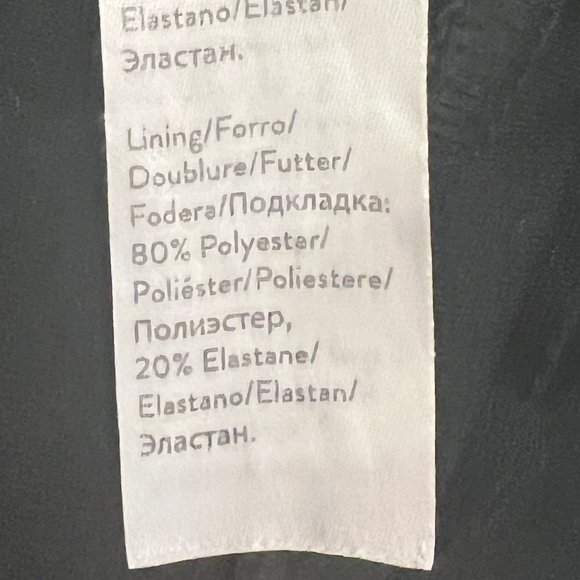 Elastano/Elastan/
Эластан.
Lining/Forro/
Doublure/Futter/
Fodera/Подкладка:
80% Polyester/
Poliéster/Poliestere/
Полиэстер,
20% Elastane/
Elastano/Elastan/
Эластан.